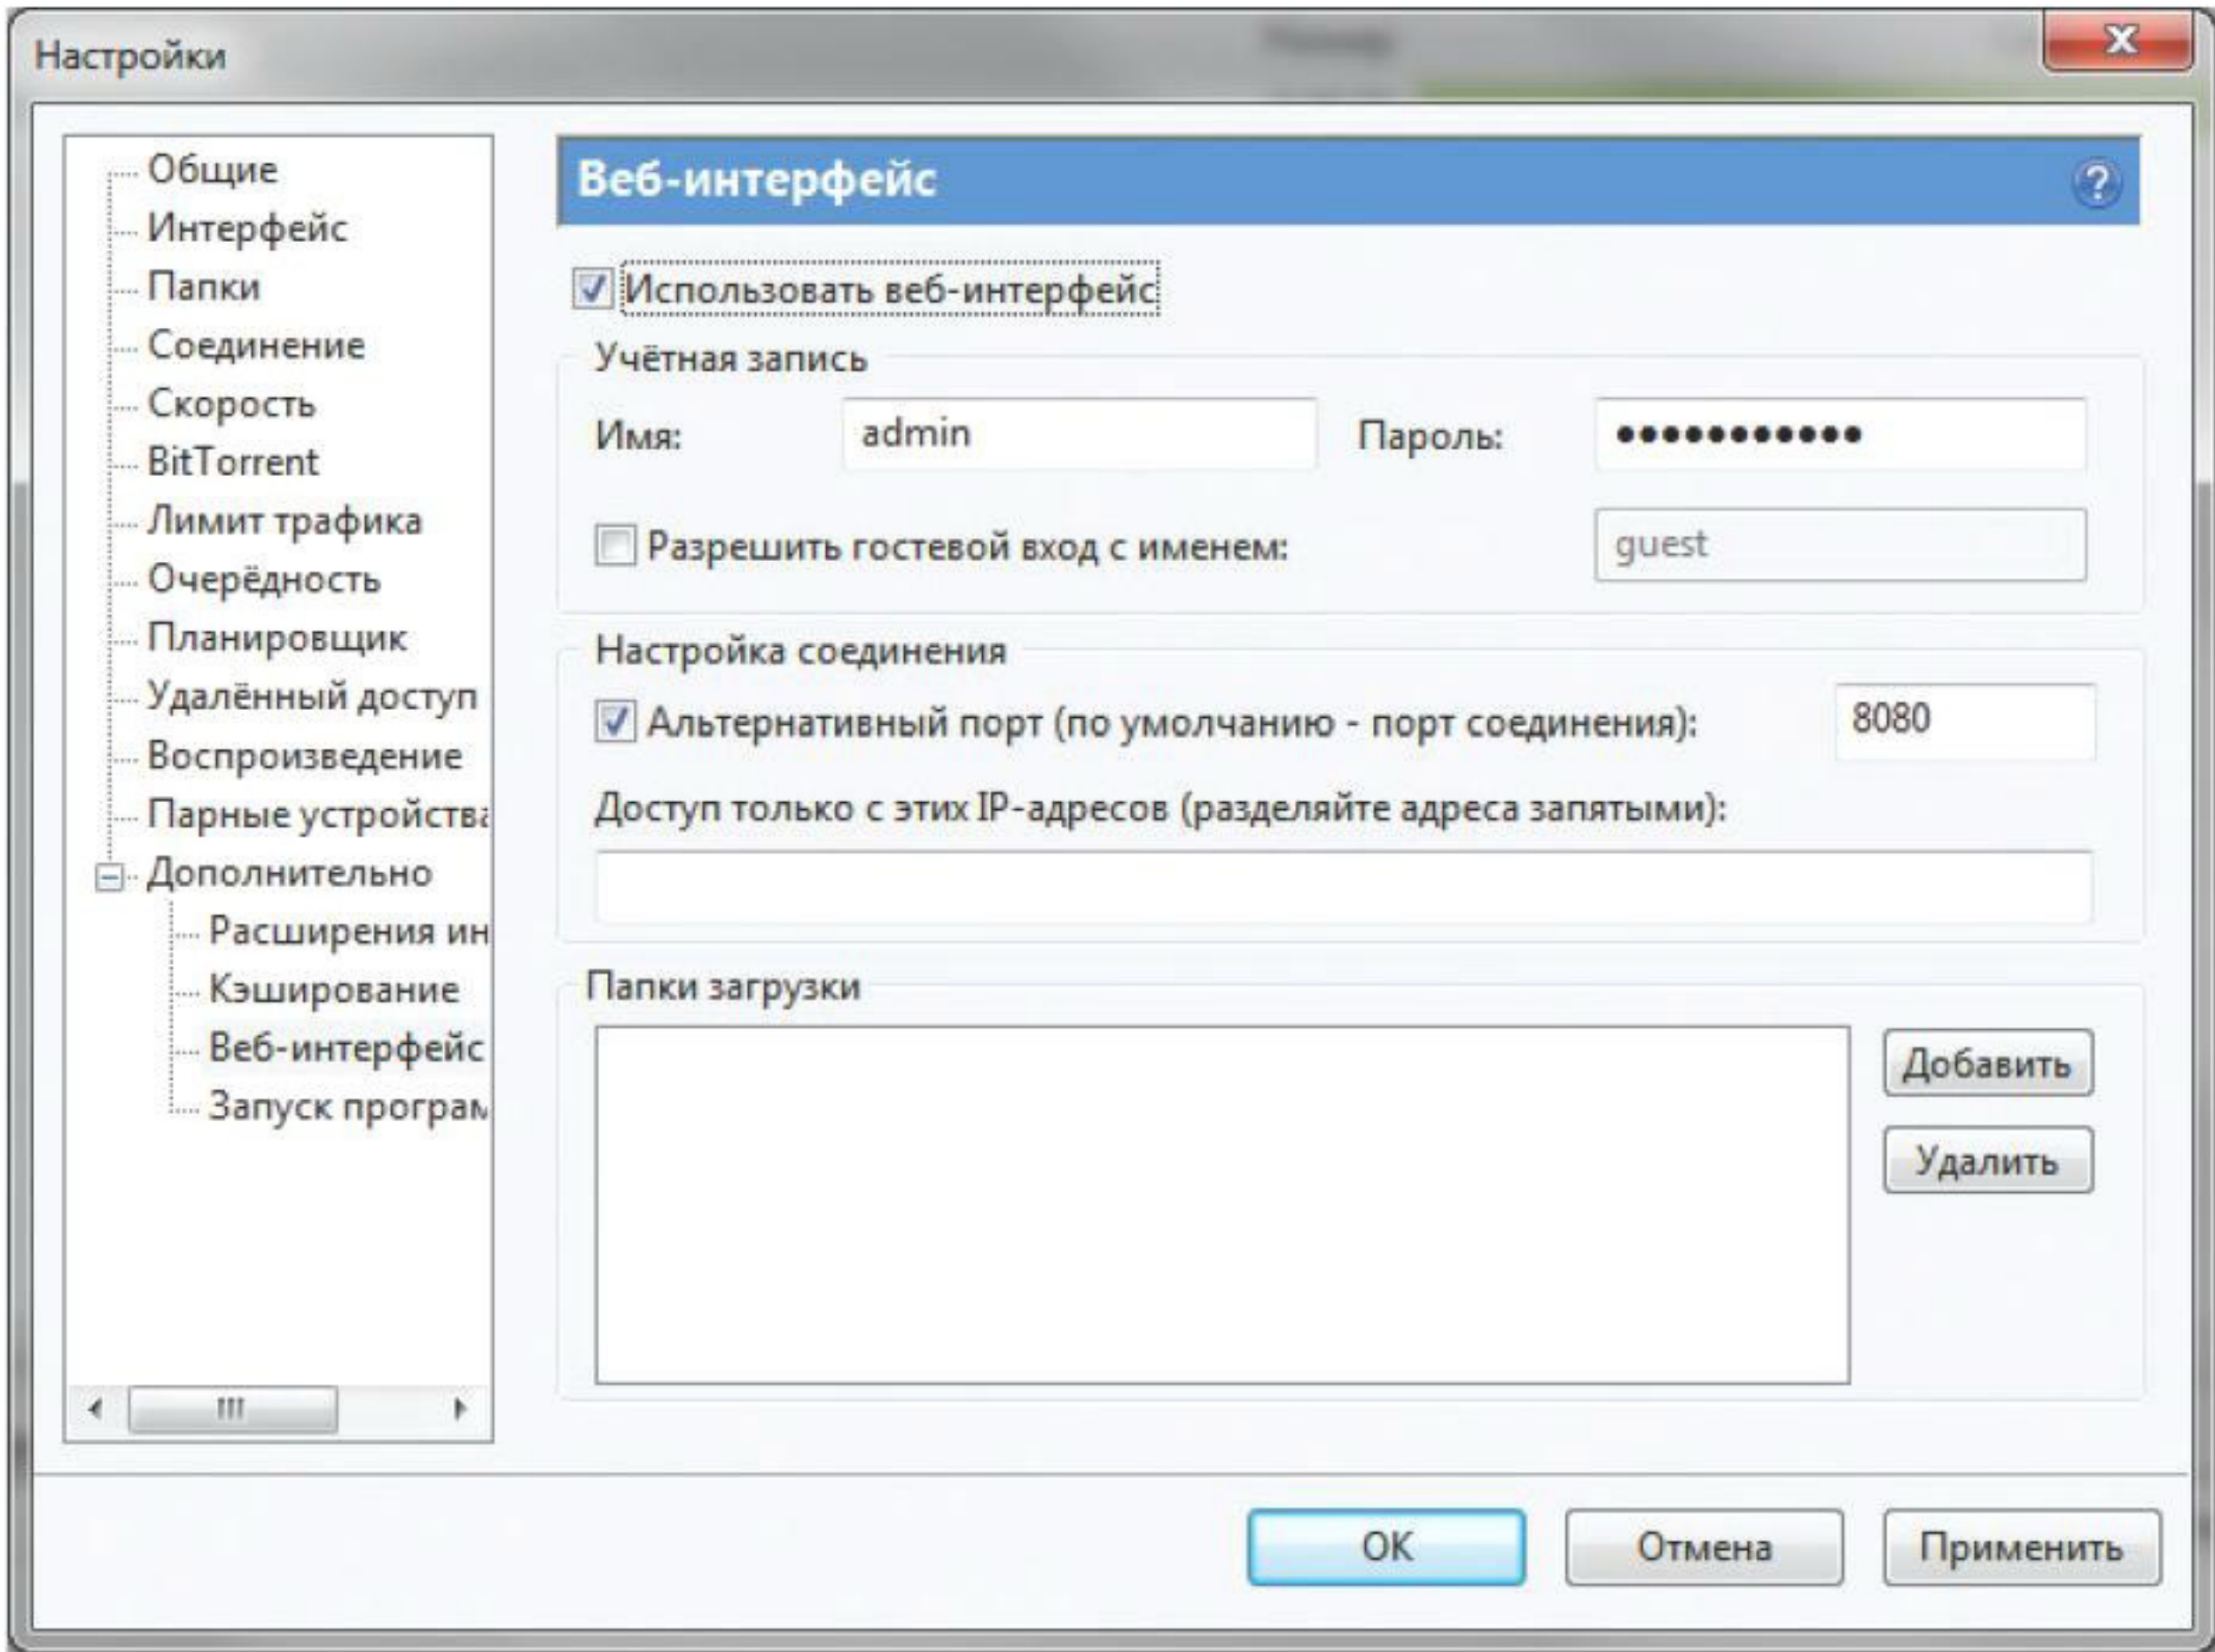 Настройки
Общие
Интерфейс
Папки
Соединение
Скорость
BitTorrent
Лимит трафика
Очерёдность
Планировщик
Удалённый доступ
Воспроизведение
Парные устройства
Дополнительно
Расширения ин
Кэширование
Веб-интерфейс
Запуск програм
Веб-интерфейс
Использовать веб-интерфейс
Учётная запись
Имя: admin Пароль: •••••••••••
Разрешить гостевой вход с именем: guest
Настройка соединения
Альтернативный порт (по умолчанию - порт соединения): 8080
Доступ только с этих IP-адресов (разделяйте адреса запятыми):
Папки загрузки
Добавить
Удалить
ОК Отмена Применить